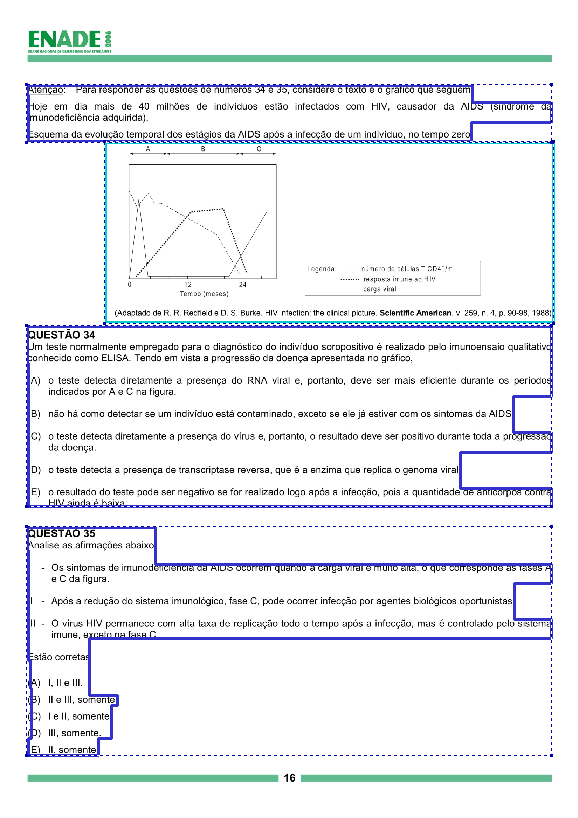 ENADE 2006
EXAME NACIONAL DE DESEMPENHO DOS ESTUDANTES
Atenção: Para responder às questões de números 34 e 35, considere o texto e o gráfico que seguem.
Hoje em dia mais de 40 milhões de indivíduos estão infectados com HIV, causador da AIDS (síndrome da
imunodeficiência adquirida).
Esquema da evolução temporal dos estágios da AIDS após a infecção de um indivíduo, no tempo zero
A B C
0 12 24
Tempo (meses)
Legenda
número de células T CD4+/m
resposta imune ao HIV
carga viral
(Adaptado de R. R. Redfield e D. S. Burke. HIV infection: the clinical picture. Scientific American, v. 259, n. 4, p. 90-98, 1988)
QUESTÃO 34
Um teste normalmente empregado para o diagnóstico do indivíduo soropositivo é realizado pelo imunoensaio qualitativo
conhecido como ELISA. Tendo em vista a progressão da doença apresentada no gráfico,
A) o teste detecta diretamente a presença do RNA viral e, portanto, deve ser mais eficiente durante os períodos
indicados por A e C na figura.
B) não há como detectar se um indivíduo está contaminado, exceto se ele já estiver com os sintomas da AIDS
C) o teste detecta diretamente a presença do vírus e, portanto, o resultado deve ser positivo durante toda a progressão
da doença.
D) o teste detecta a presença de transcriptase reversa, que é a enzima que replica o genoma viral
E) o resultado do teste pode ser negativo se for realizado logo após a infecção, pois a quantidade de anticorpos contra
HIV ainda é baixa.
QUESTÃO 35
Analise as afirmações abaixo
- Os sintomas de imunodeficiência da AIDS ocorrem quando a carga viral é muito alta, o que corresponde às fases A
e C da figura.
I - Após a redução do sistema imunológico, fase C, pode ocorrer infecção por agentes biológicos oportunistas
II - O vírus HIV permanece com alta taxa de replicação todo o tempo após a infecção, mas é controlado pelo sistema
imune, exceto na fase C
Estão corretas
(A) I, II e III.
(B) II e III, somente
(C) I e II, somente
(D) III, somente.
E) II, somente
16